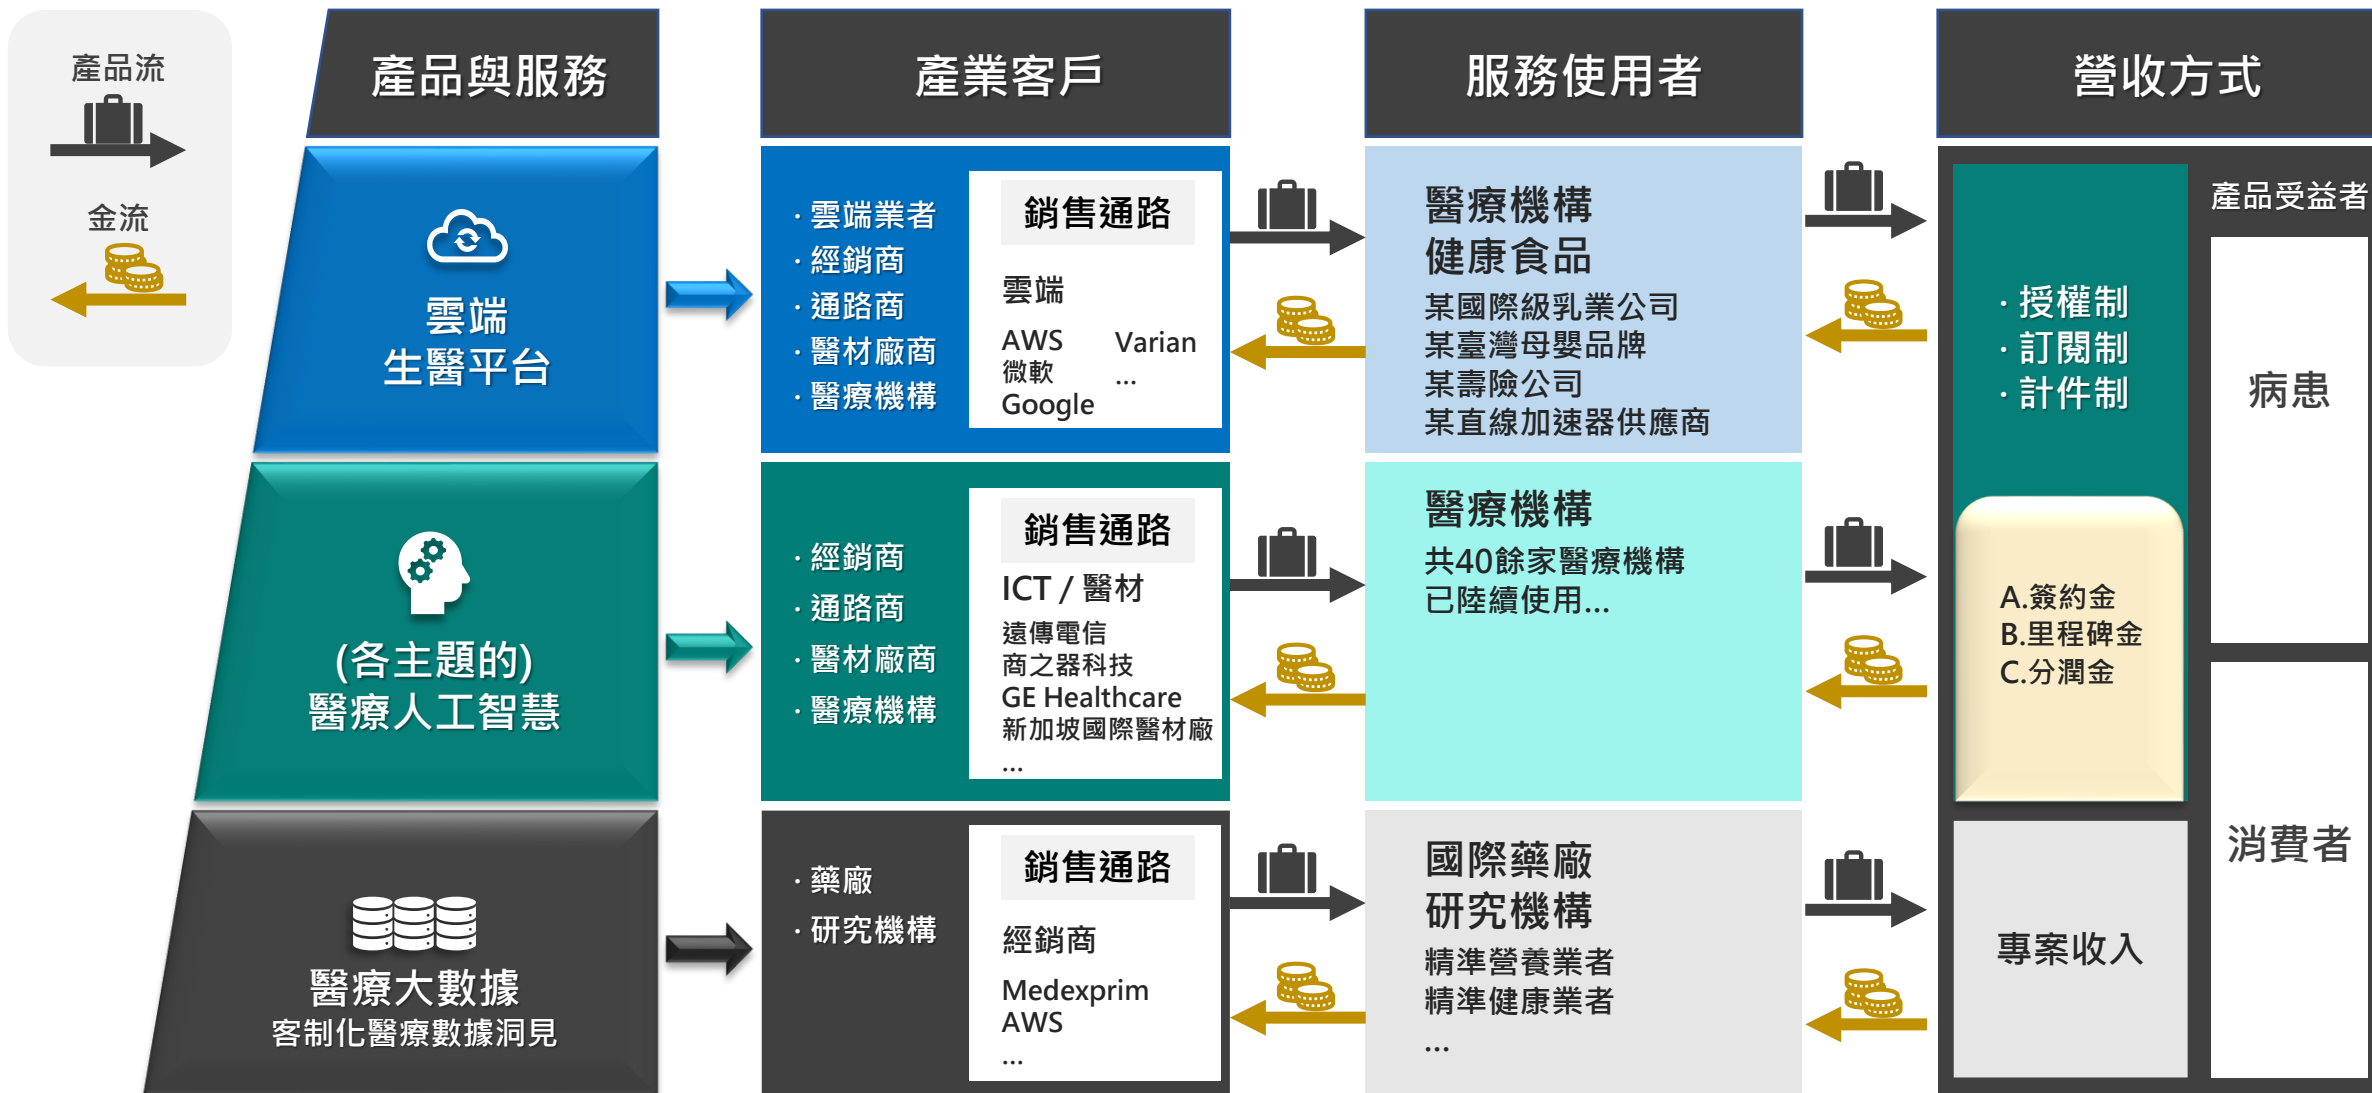 產品流
金流
產品與服務
產業客戶
服務使用者
營收方式
雲端
生醫平台
· 雲端業者
· 經銷商
· 通路商
· 醫材廠商
· 醫療機構
銷售通路
雲端
AWS
微軟
Google
Varian
...
醫療機構
健康食品
某國際級乳業公司
某臺灣母嬰品牌
某壽險公司
某直線加速器供應商
· 授權制
· 訂閱制
· 計件制
產品受益者
病患
(各主題的)
醫療人工智慧
· 經銷商
· 通路商
· 醫材廠商
· 醫療機構
銷售通路
ICT / 醫材
遠傳電信
商之器科技
GE Healthcare
新加坡國際醫材廠
...
醫療機構
共40餘家醫療機構
已陸續使用...
A.簽約金
B.里程碑金
C.分潤金
消費者
醫療大數據
客制化醫療數據洞見
· 藥廠
· 研究機構
銷售通路
經銷商
Medexprim
AWS
...
國際藥廠
研究機構
精準營養業者
精準健康業者
...
專案收入